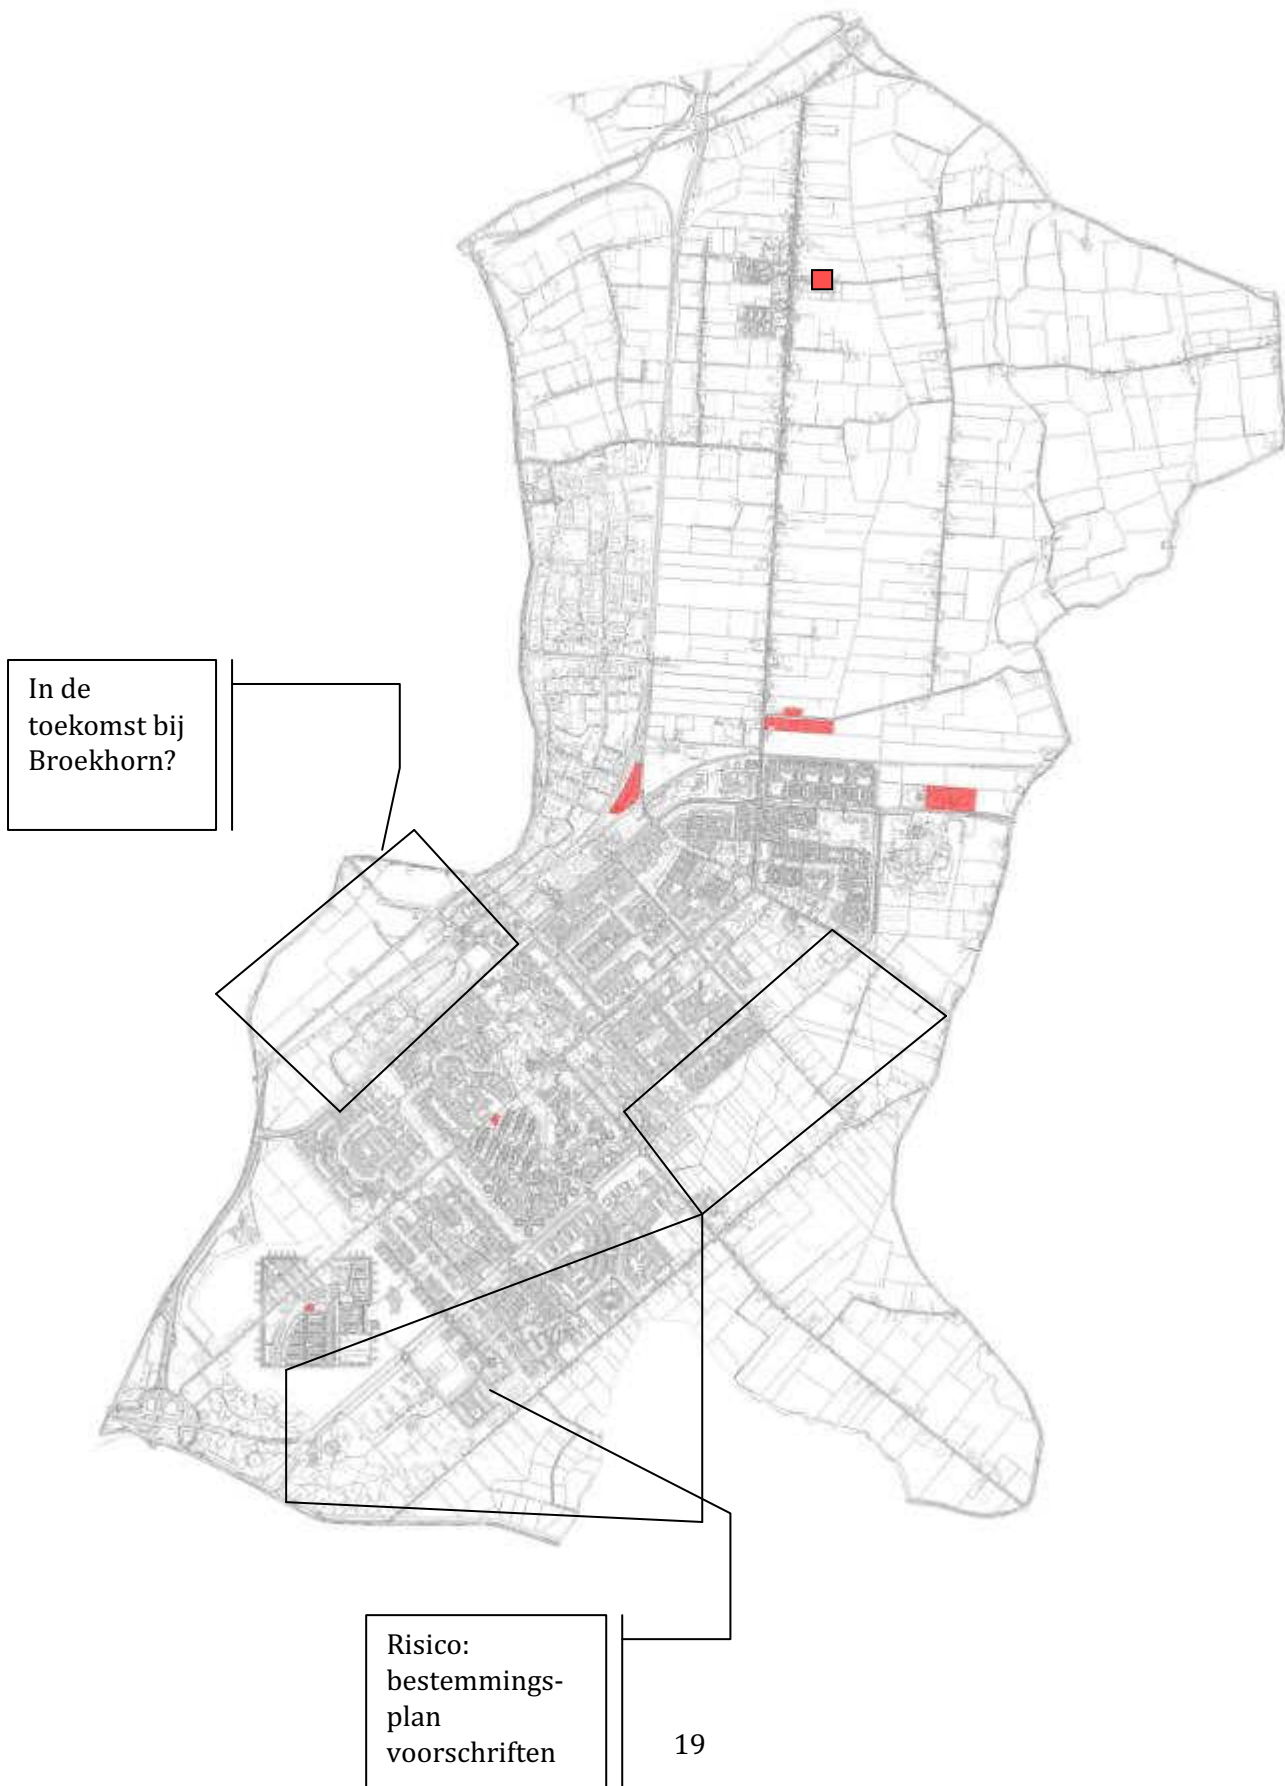 In de
toekomst bij
Broekhorn?
Risico:
bestemmings-
plan
voorschriften
19